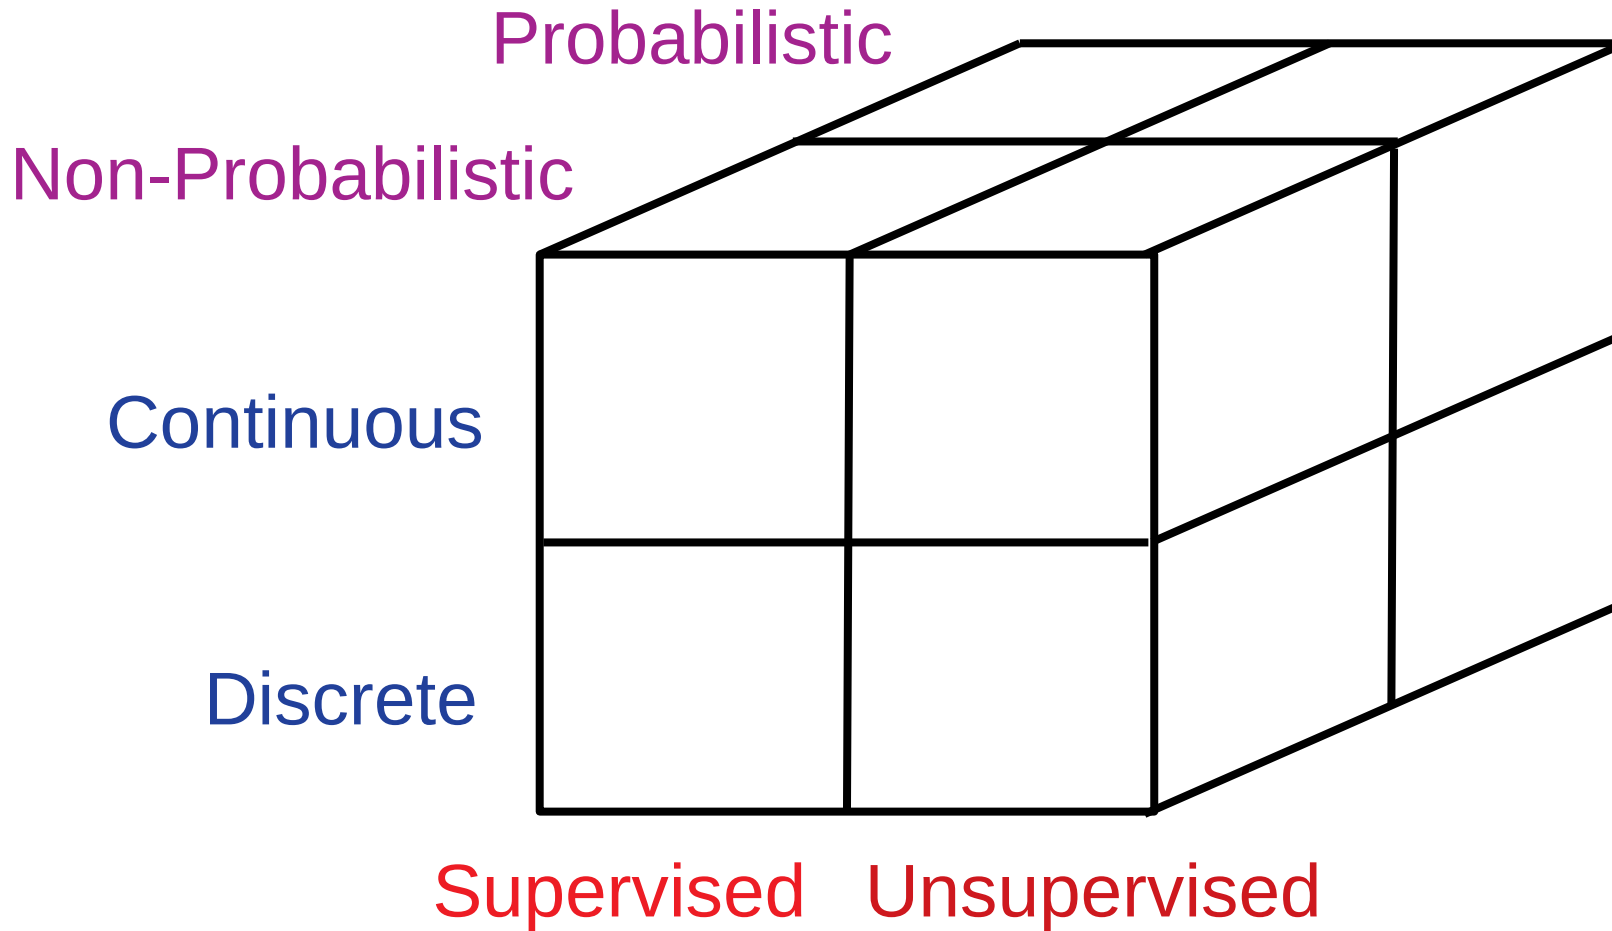 Probabilistic
Non-Probabilistic
Continuous
Discrete
Supervised Unsupervised